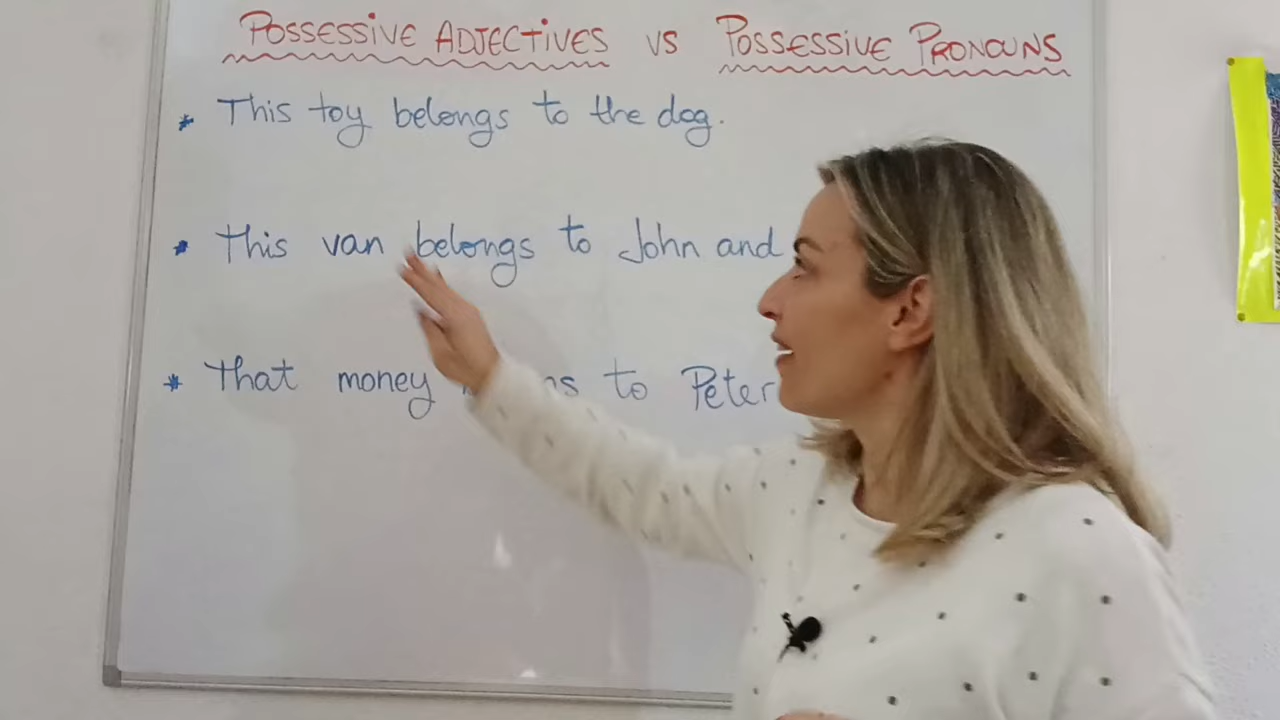 POSSESSIVE ADJECTIVES VS POSSESSIVE PRONOUNS
* This toy belongs to the dog.
* This van belongs to John and
* That money to Peter